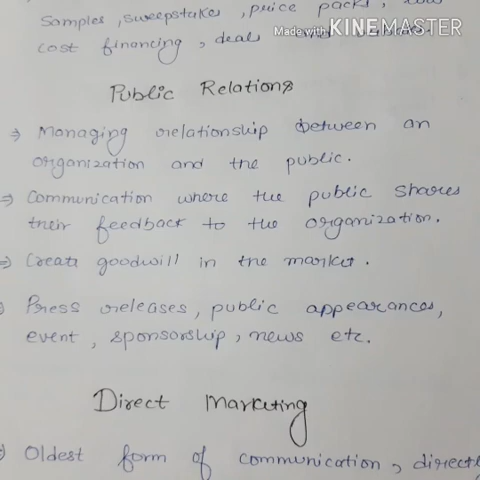 Samples, sweepstakes, price packs, low
cost financing, deals
Made with KINEMASTER
Public Relations
⇒ Managing relationship between an
organization and the public.
⇒ Communication where the public shares
their feedback to the organization.
⇒ Create goodwill in the market.
⇒ Press releases, public appearances,
event, sponsorship, news etc.
Direct Marketing
⇒ Oldest form of communication, directly